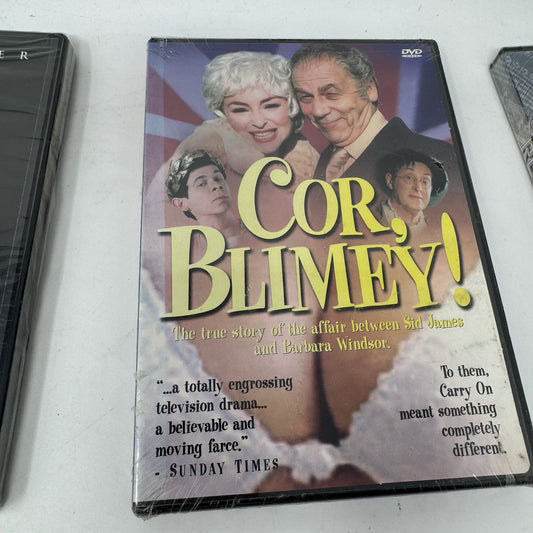 E R
DVD
COR,
BLIMEY!
The true story of the affair between Sid James
and Barbara Windsor.
"...a totally engrossing
television drama...
a believable and
moving farce."
- SUNDAY TIMES
To them,
Carry On
meant something
completely
different.